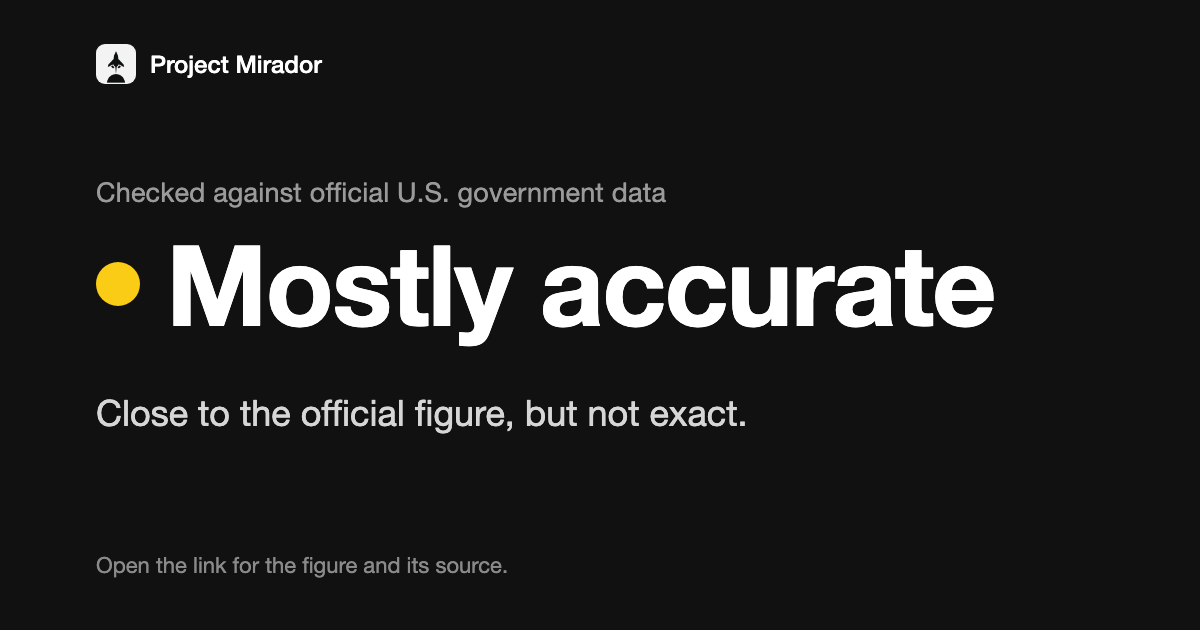 Project Mirador
Checked against official U.S. government data
Mostly accurate
Close to the official figure, but not exact.
Open the link for the figure and its source.